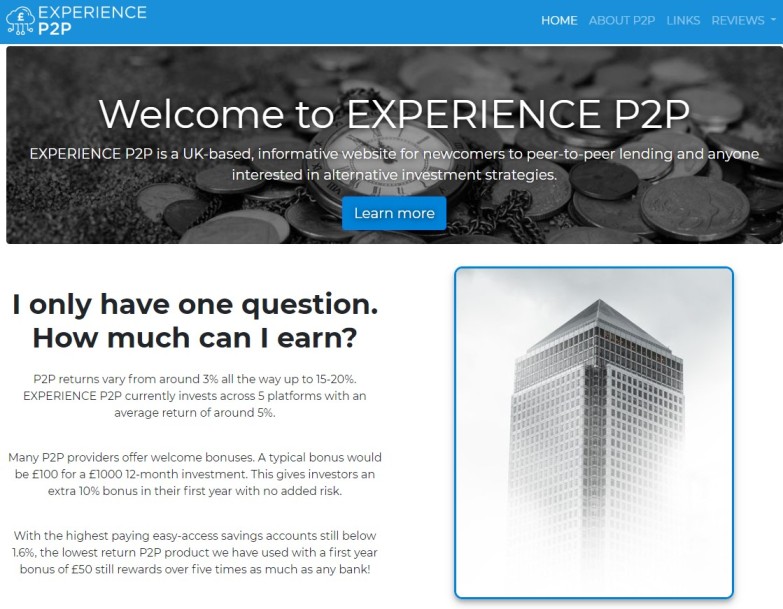 EXPERIENCE
P2P
HOME ABOUT P2P LINKS REVIEWS
Welcome to EXPERIENCE P2P
EXPERIENCE P2P is a UK-based, informative website for newcomers to peer-to-peer lending and anyone
interested in alternative investment strategies.
Learn more
I only have one question.
How much can I earn?
P2P returns vary from around 3% all the way up to 15-20%.
EXPERIENCE P2P currently invests across 5 platforms with an
average return of around 5%.
Many P2P providers offer welcome bonuses. A typical bonus would
be £100 for a £1000 12-month investment. This gives investors an
extra 10% bonus in their first year with no added risk.
With the highest paying easy-access savings accounts still below
1.6%, the lowest return P2P product we have used with a first year
bonus of £50 still rewards over five times as much as any bank!